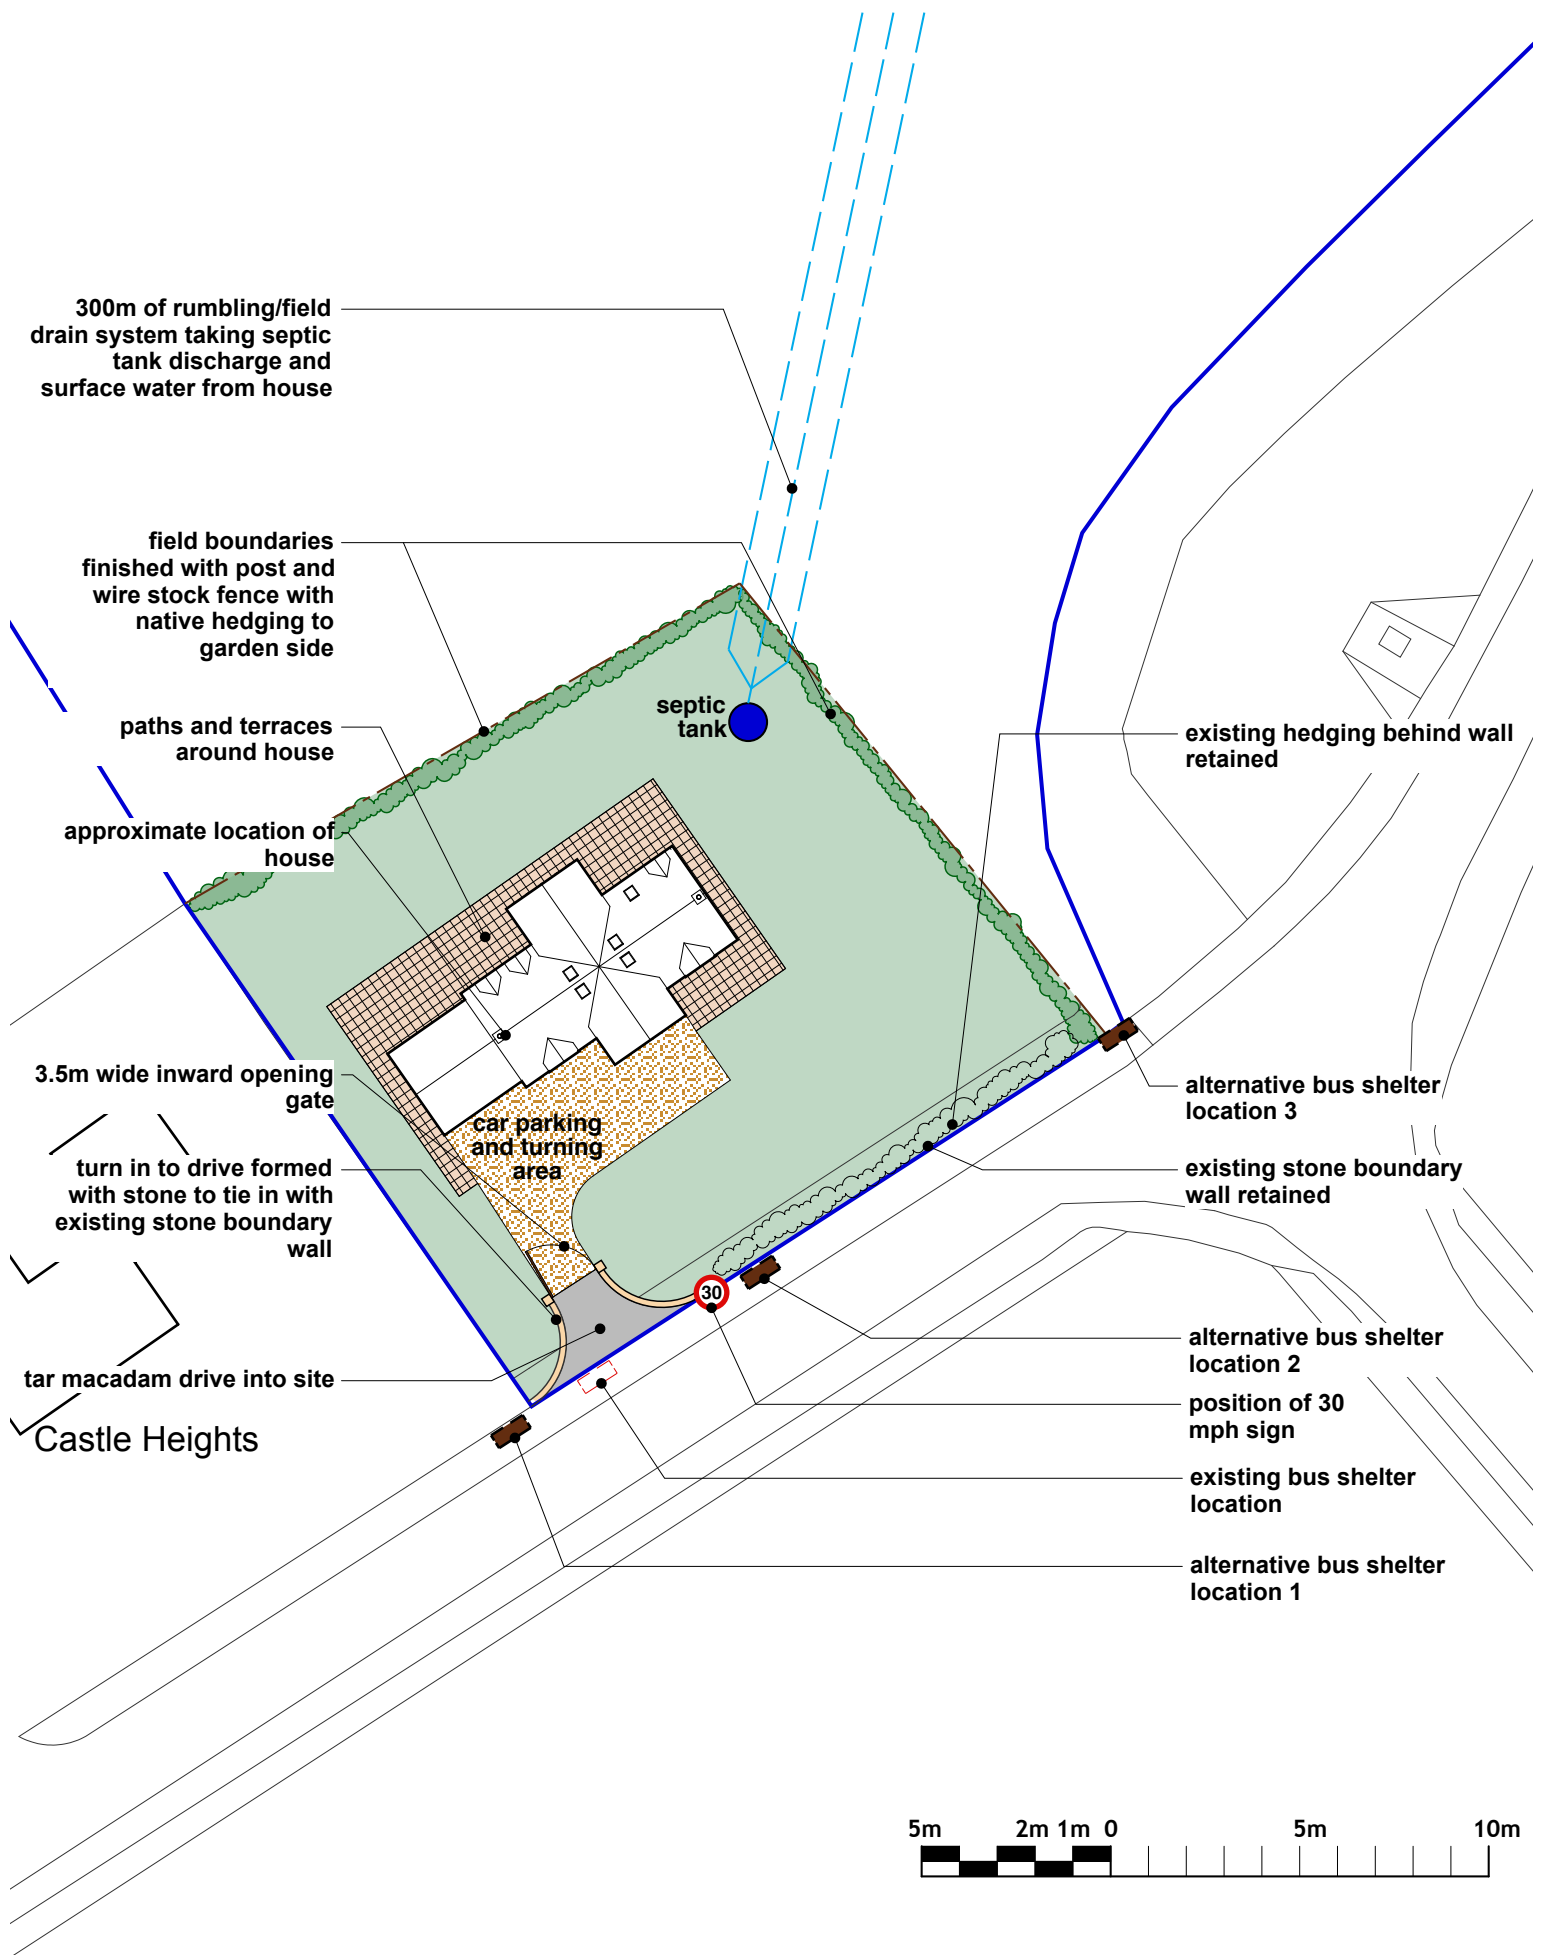 300m of rumbling/field
drain system taking septic
tank discharge and
surface water from house
field boundaries
finished with post and
wire stock fence with
native hedging to
garden side
septic
tank
paths and terraces
around house
existing hedging behind wall
retained
approximate location of
house
3.5m wide inward opening
gate
car parking
and turning
area
alternative bus shelter
location 3
turn in to drive formed
with stone to tie in with
existing stone boundary
wall
existing stone boundary
wall retained
30
alternative bus shelter
location 2
tar macadam drive into site
position of 30
mph sign
Castle Heights
existing bus shelter
location
alternative bus shelter
location 1
5m 2m 1m 0 5m 10m